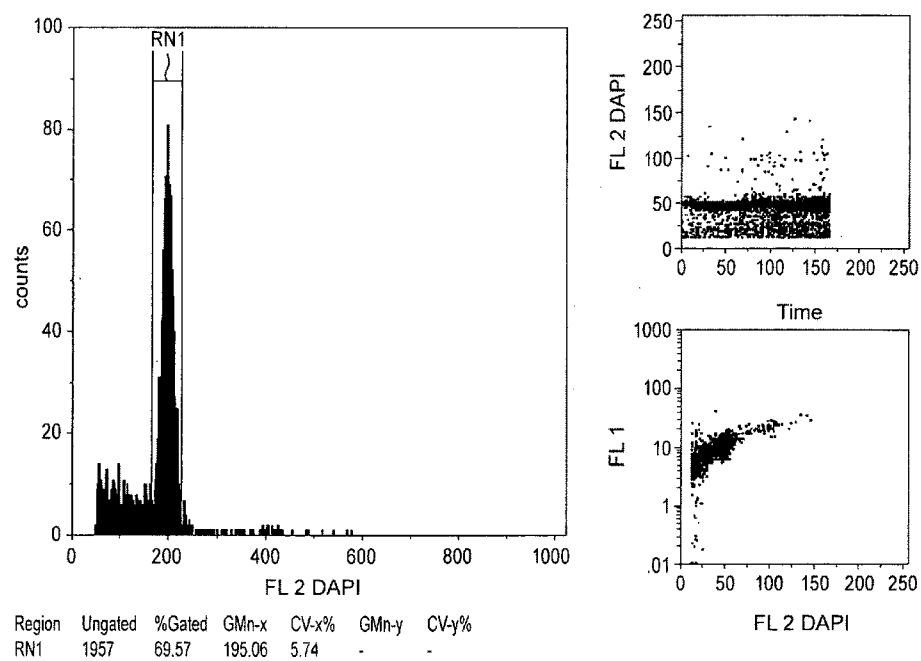 100
80
60
40
20
0
counts
RN1
0 200 400 600 800 1000
FL 2 DAPI
Region Ungated %Gated GMn-x CV-x% GMn-y CV-y%
RN1 1957 69.57 195.06 5.74 - -
250
200
150
100
50
0
FL 2 DAPI
0 50 100 150 200 250
Time
1000
100
10
1
.01
FL 1
0 50 100 150 200 250
FL 2 DAPI